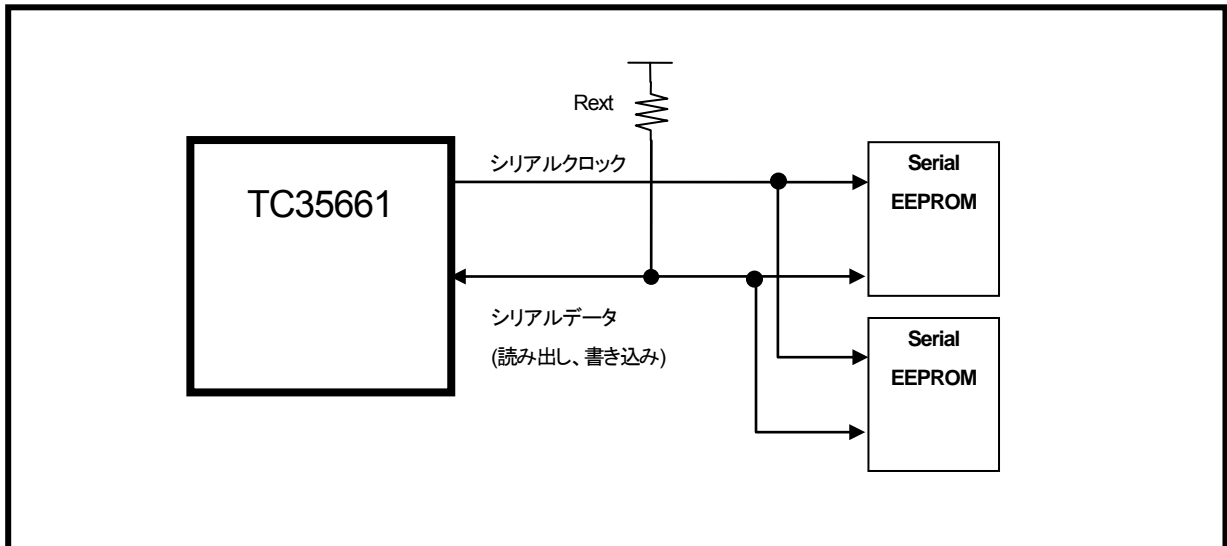 Rext
シリアルクロック
TC35661
Serial
EEPROM
シリアルデータ
(読み出し、書き込み)
Serial
EEPROM